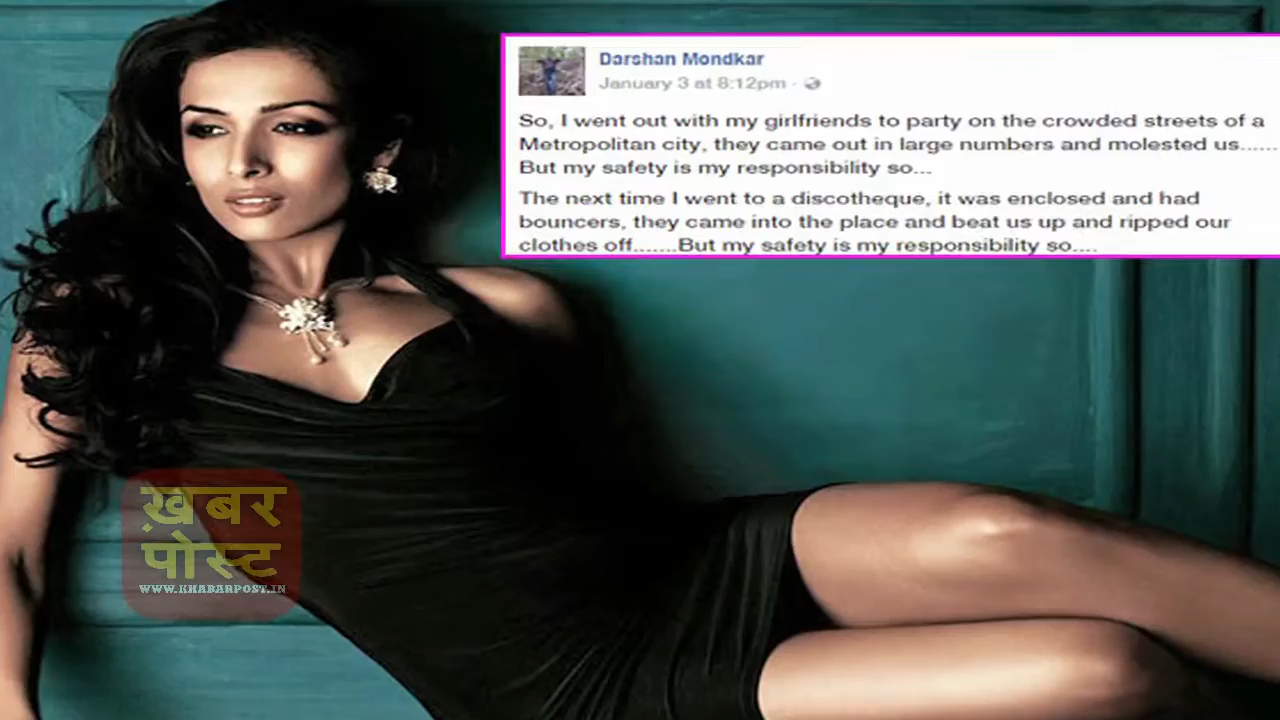 Darshan Mondkar
January 3 at 8:12pm ·
So, I went out with my girlfriends to party on the crowded streets of a
Metropolitan city, they came out in large numbers and molested us......
But my safety is my responsibility so...
The next time I went to a discotheque, it was enclosed and had
bouncers, they came into the place and beat us up and ripped our
clothes off.......But my safety is my responsibility so....
ख़बर
पोस्ट
WWW.KHABARPOST.IN